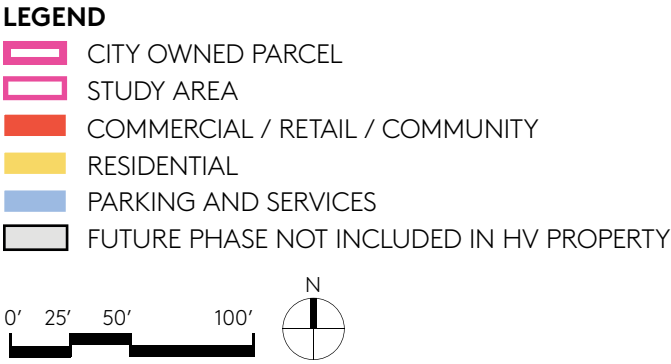 LEGEND
CITY OWNED PARCEL
STUDY AREA
COMMERCIAL / RETAIL / COMMUNITY
RESIDENTIAL
PARKING AND SERVICES
FUTURE PHASE NOT INCLUDED IN HV PROPERTY
N
0' 25' 50' 100'